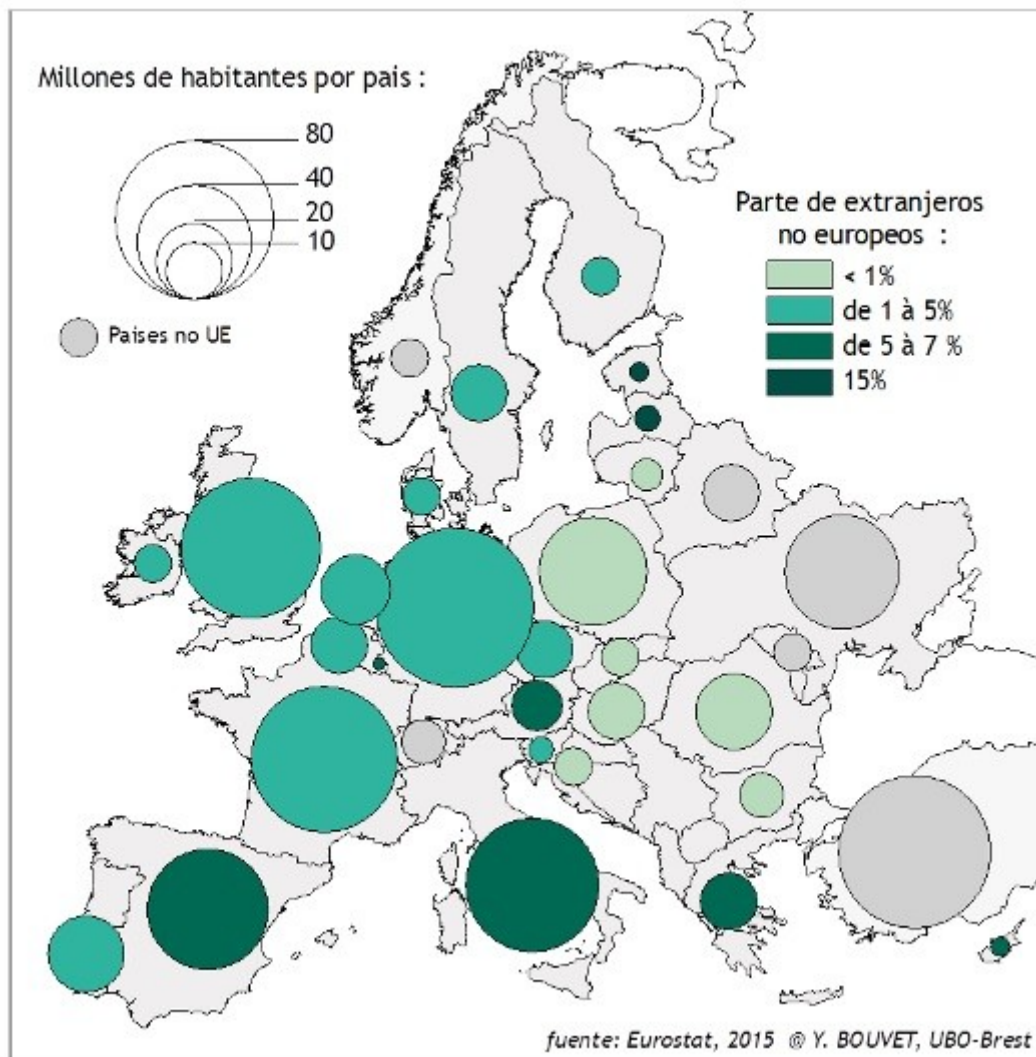 Millones de habitantes por pais :
80
40
20
10
Paises no UE
Parte de extranjeros
no europeos :
< 1%
de 1 à 5%
de 5 à 7 %
15%
fuente: Eurostat, 2015 @ Y. BOUVET, UBO-Brest